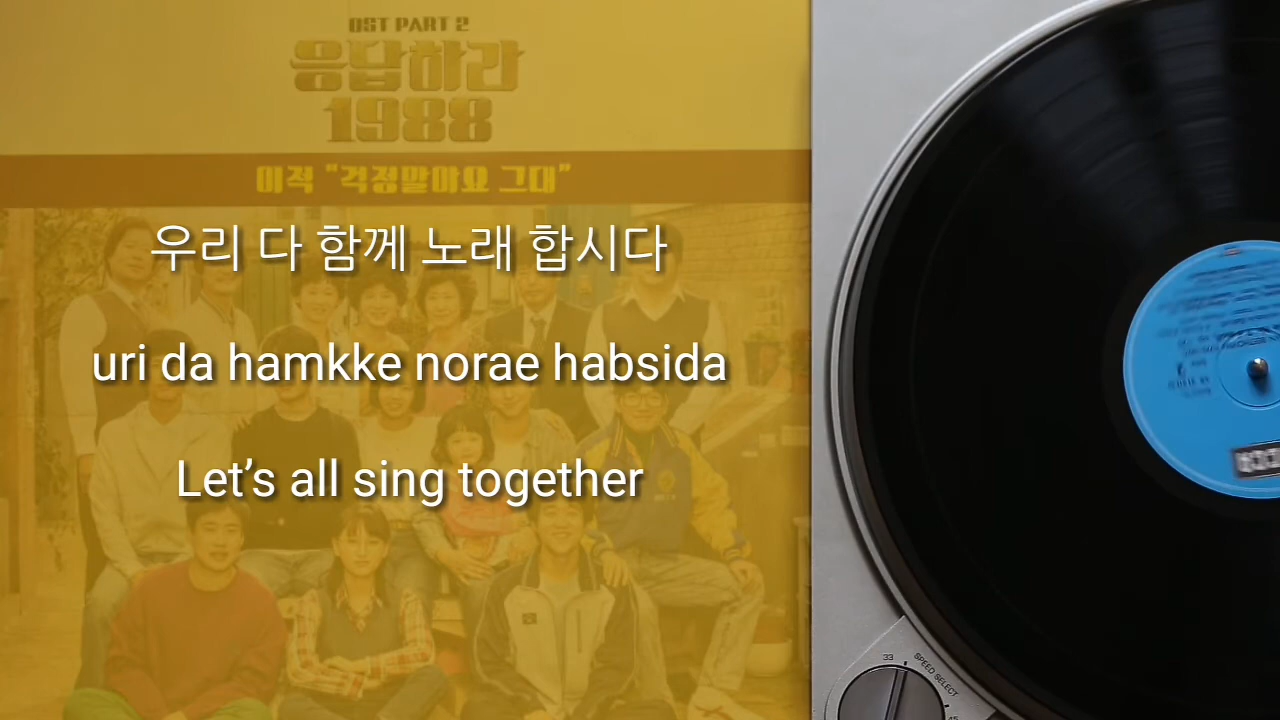 OST PART 2
응답하라
1988
이적 "걱정말아요 그대"
우리 다 함께 노래 합시다
uri da hamkke norae habsida
Let's all sing together
33
SPEED SELECT
45